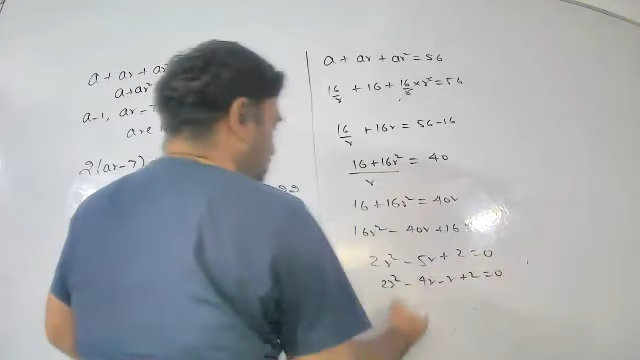 a + ar + ar
a + ar²
a-1, ar-7
are
2(ar-7)
a + ar + ar² = 56
16/r + 16 + 16/r × r² = 56
16/r + 16r = 56-16
16+16r²/r = 40
16 + 16r² = 40r
16r² - 40r + 16
2r² - 5r + 2 = 0
2r² - 4r - r + 2 = 0